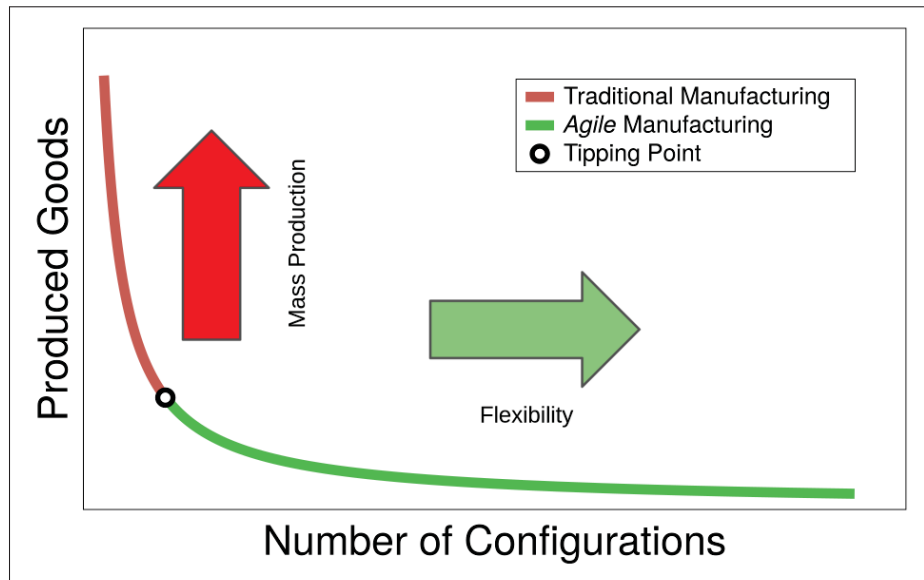 Produced Goods
Mass Production
Traditional Manufacturing
Agile Manufacturing
Tipping Point
Flexibility
Number of Configurations